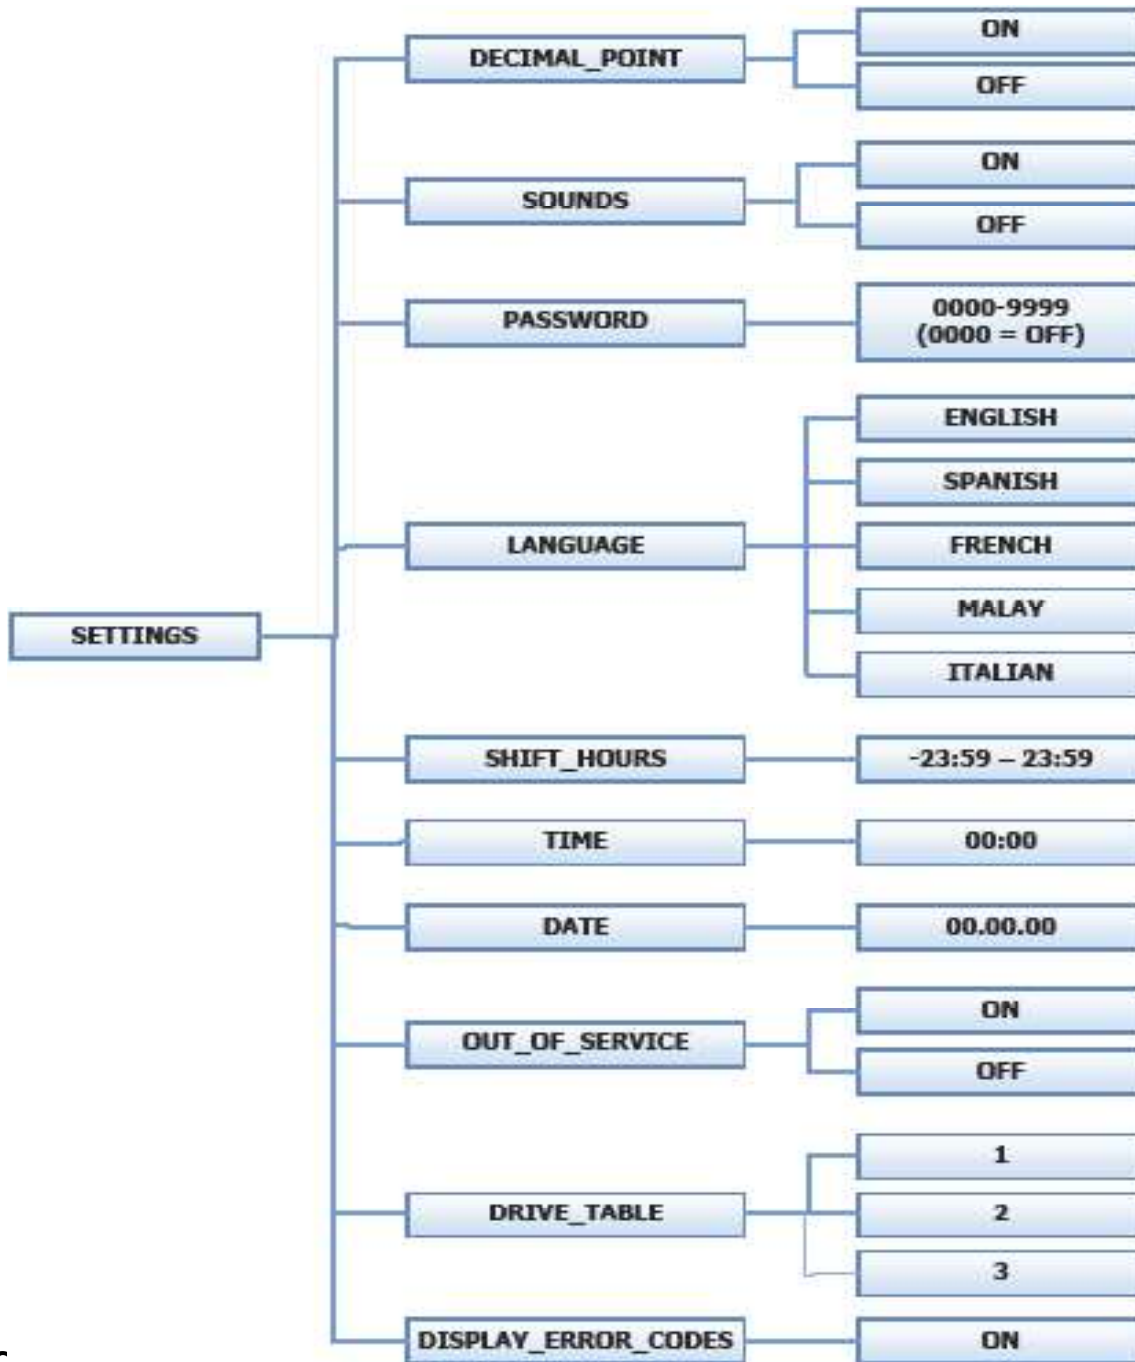 SETTINGS
DECIMAL_POINT
ON
OFF
SOUNDS
ON
OFF
PASSWORD
0000-9999
(0000 = OFF)
LANGUAGE
ENGLISH
SPANISH
FRENCH
MALAY
ITALIAN
SHIFT_HOURS
-23:59 – 23:59
TIME
00:00
DATE
00.00.00
OUT_OF_SERVICE
ON
OFF
DRIVE_TABLE
1
2
3
DISPLAY_ERROR_CODES
ON